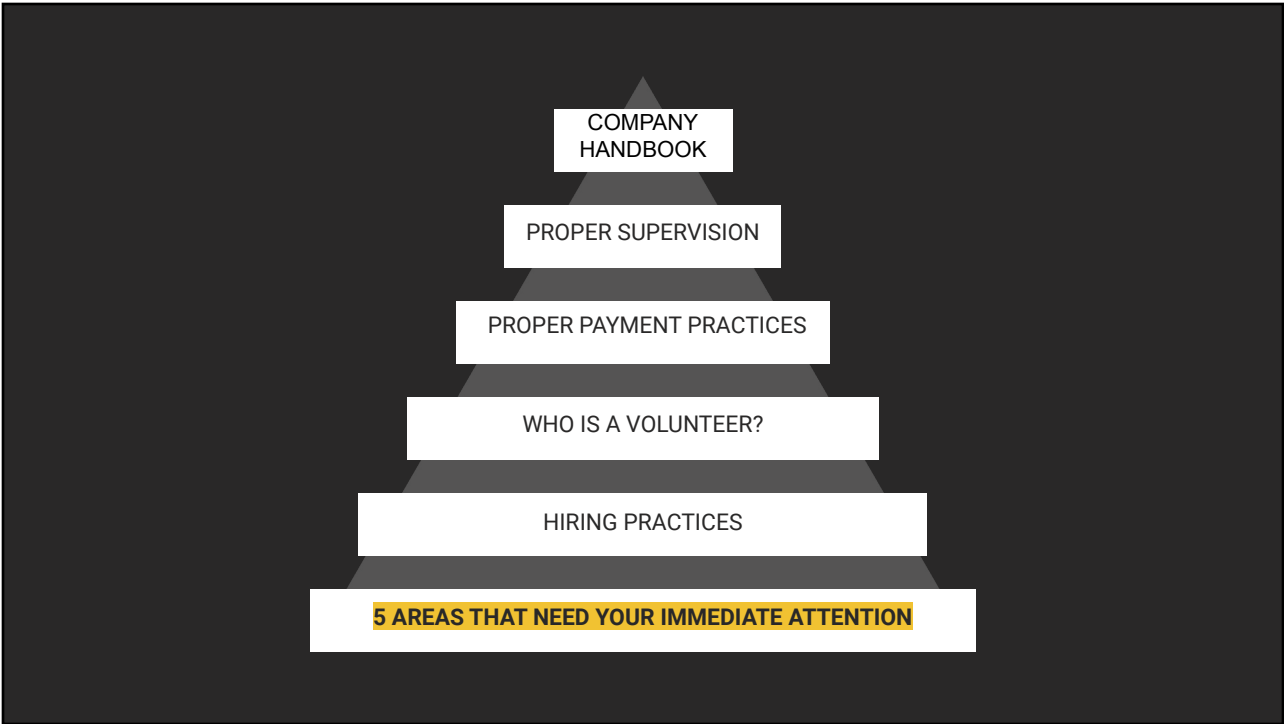 COMPANY
HANDBOOK
PROPER SUPERVISION
PROPER PAYMENT PRACTICES
WHO IS A VOLUNTEER?
HIRING PRACTICES
5 AREAS THAT NEED YOUR IMMEDIATE ATTENTION